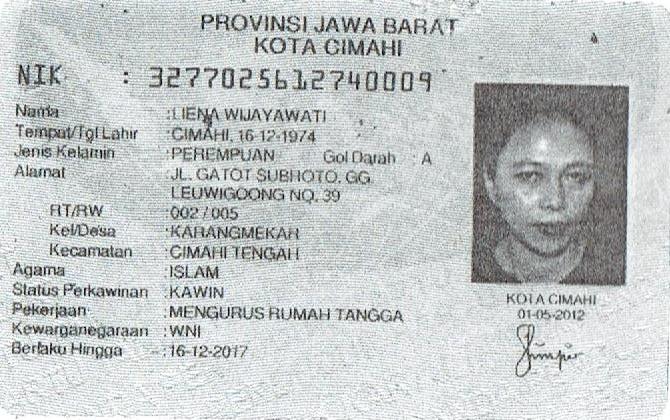 PROVINSI JAWA BARAT
KOTA CIMAHI
NIK : 3277025612740009
Nama : LIENA WIJAYAWATI
Tempat/Tgl Lahir : CIMAHI, 16-12-1974
Jenis Kelamin : PEREMPUAN Gol Darah : A
Alamat : JL. GATOT SUBROTO, GG
LEUWIGOONG NO. 39
RT/RW : 002 / 005
Kel/Desa : KARANGMEKAR
Kecamatan : CIMAHI TENGAH
Agama : ISLAM
Status Perkawinan : KAWIN
Pekerjaan : MENGURUS RUMAH TANGGA
Kewarganegaraan : WNI
Berlaku Hingga : 16-12-2017
KOTA CIMAHI
01-05-2012